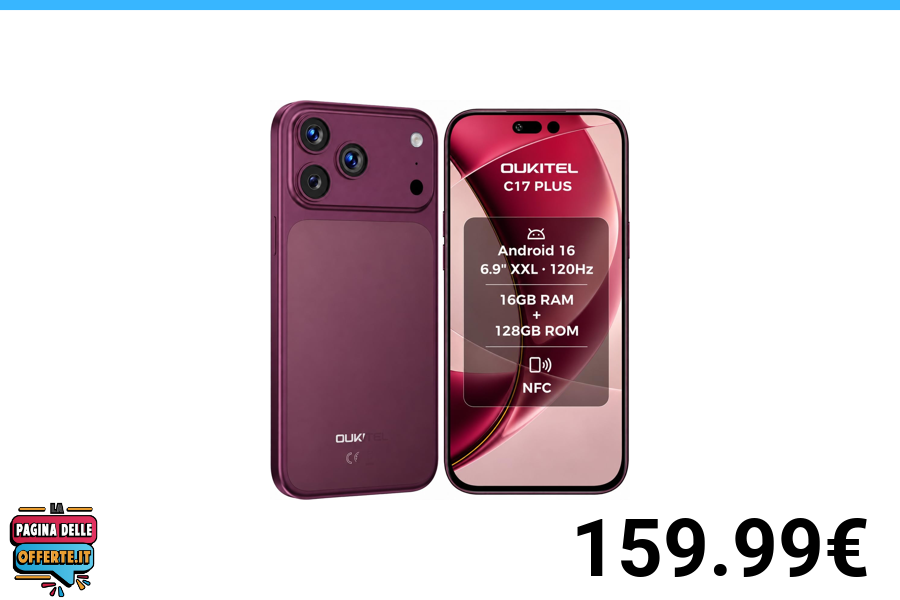 OUKITEL
C17 PLUS
Android 16
6.9" XXL · 120Hz
16GB RAM
+
128GB ROM
NFC
OUKITEL
CE
LA
PAGINA DELLE
OFFERTE.IT
159.99€